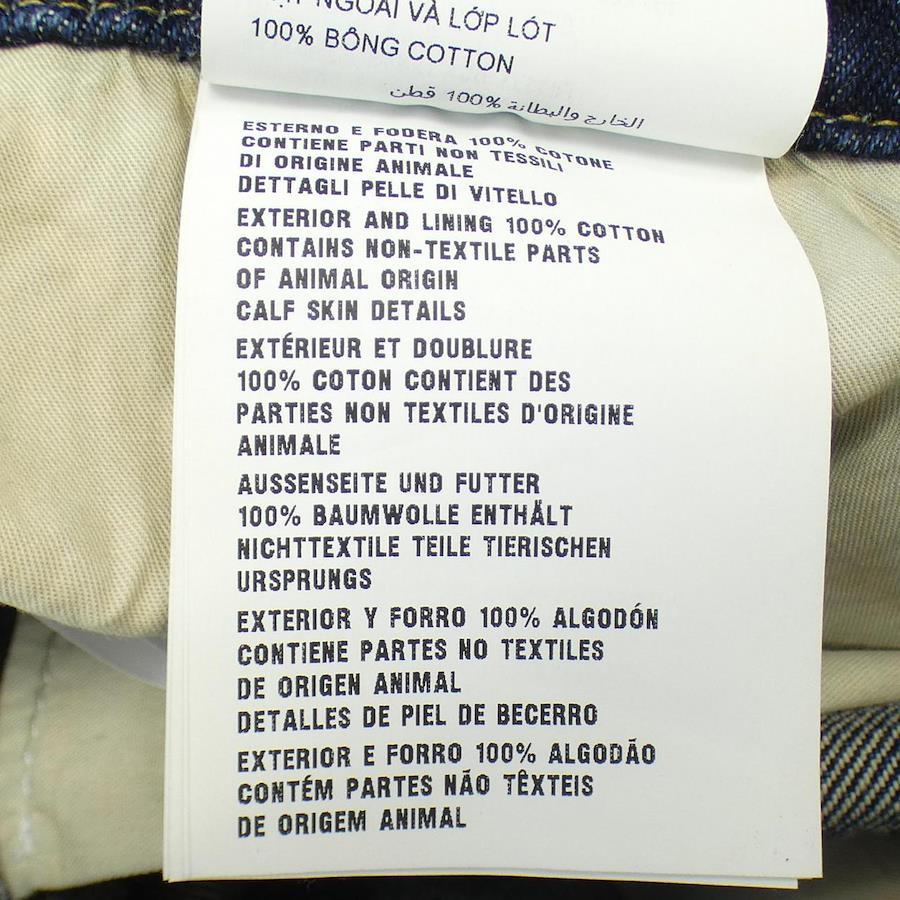 NGOÀI VÀ LỚP LÓT
100% BÔNG COTTON
الخارج والبطانة 100% قطن
ESTERNO E FODERA 100% COTONE
CONTIENE PARTI NON TESSILI
DI ORIGINE ANIMALE
DETTAGLI PELLE DI VITELLO
EXTERIOR AND LINING 100% COTTON
CONTAINS NON-TEXTILE PARTS
OF ANIMAL ORIGIN
CALF SKIN DETAILS
EXTÉRIEUR ET DOUBLURE
100% COTON CONTIENT DES
PARTIES NON TEXTILES D'ORIGINE
ANIMALE
AUSSENSEITE UND FUTTER
100% BAUMWOLLE ENTHÄLT
NICHTTEXTILE TEILE TIERISCHEN
URSPRUNGS
EXTERIOR Y FORRO 100% ALGODÓN
CONTIENE PARTES NO TEXTILES
DE ORIGEN ANIMAL
DETALLES DE PIEL DE BECERRO
EXTERIOR E FORRO 100% ALGODÃO
CONTÉM PARTES NÃO TÊXTEIS
DE ORIGEM ANIMAL